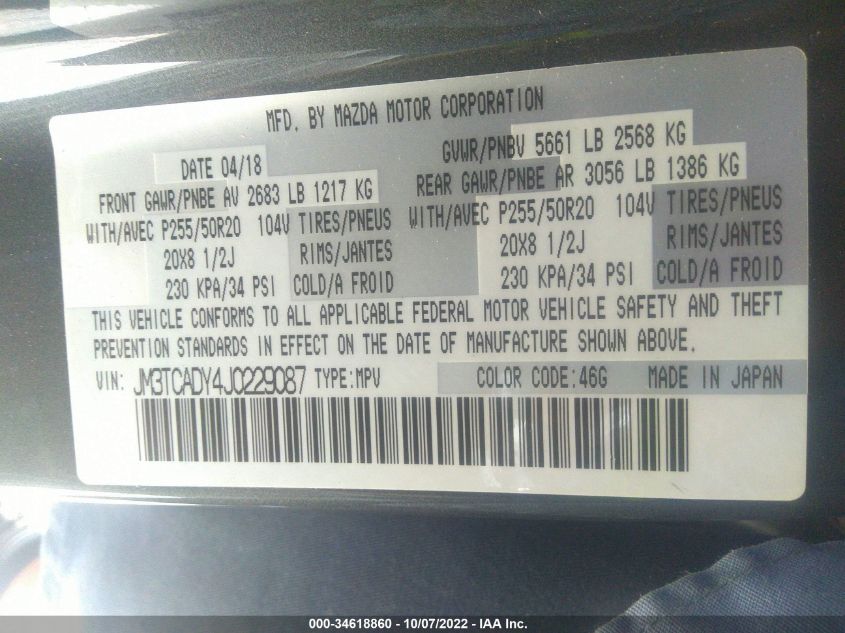 MFD. BY MAZDA MOTOR CORPORATION
DATE 04/18
GVWR/PNBV 5661 LB 2568 KG
FRONT GAWR/PNBE AV 2683 LB 1217 KG
REAR GAWR/PNBE AR 3056 LB 1386 KG
WITH/AVEC P255/50R20 104V TIRES/PNEUS
WITH/AVEC P255/50R20 104V TIRES/PNEUS
20X8 1/2J RIMS/JANTES
20X8 1/2J RIMS/JANTES
230 KPA/34 PSI COLD/A FROID
230 KPA/34 PSI COLD/A FROID
THIS VEHICLE CONFORMS TO ALL APPLICABLE FEDERAL MOTOR VEHICLE SAFETY AND THEFT
PREVENTION STANDARDS IN EFFECT ON THE DATE OF MANUFACTURE SHOWN ABOVE.
VIN: JM3TCADY4J0229087 TYPE:MPV COLOR CODE:46G MADE IN JAPAN
000-34618860 - 10/07/2022 - IAA Inc.